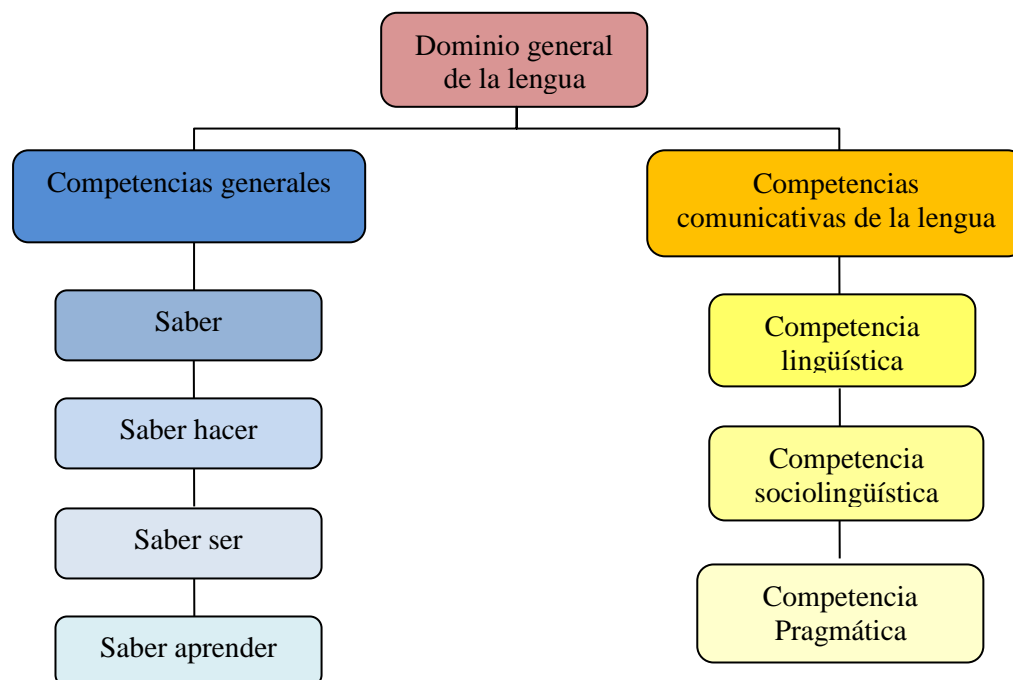 Dominio general
de la lengua
Competencias generales
Saber
Saber hacer
Saber ser
Saber aprender
Competencias
comunicativas de la lengua
Competencia
lingüística
Competencia
sociolingüística
Competencia
Pragmática